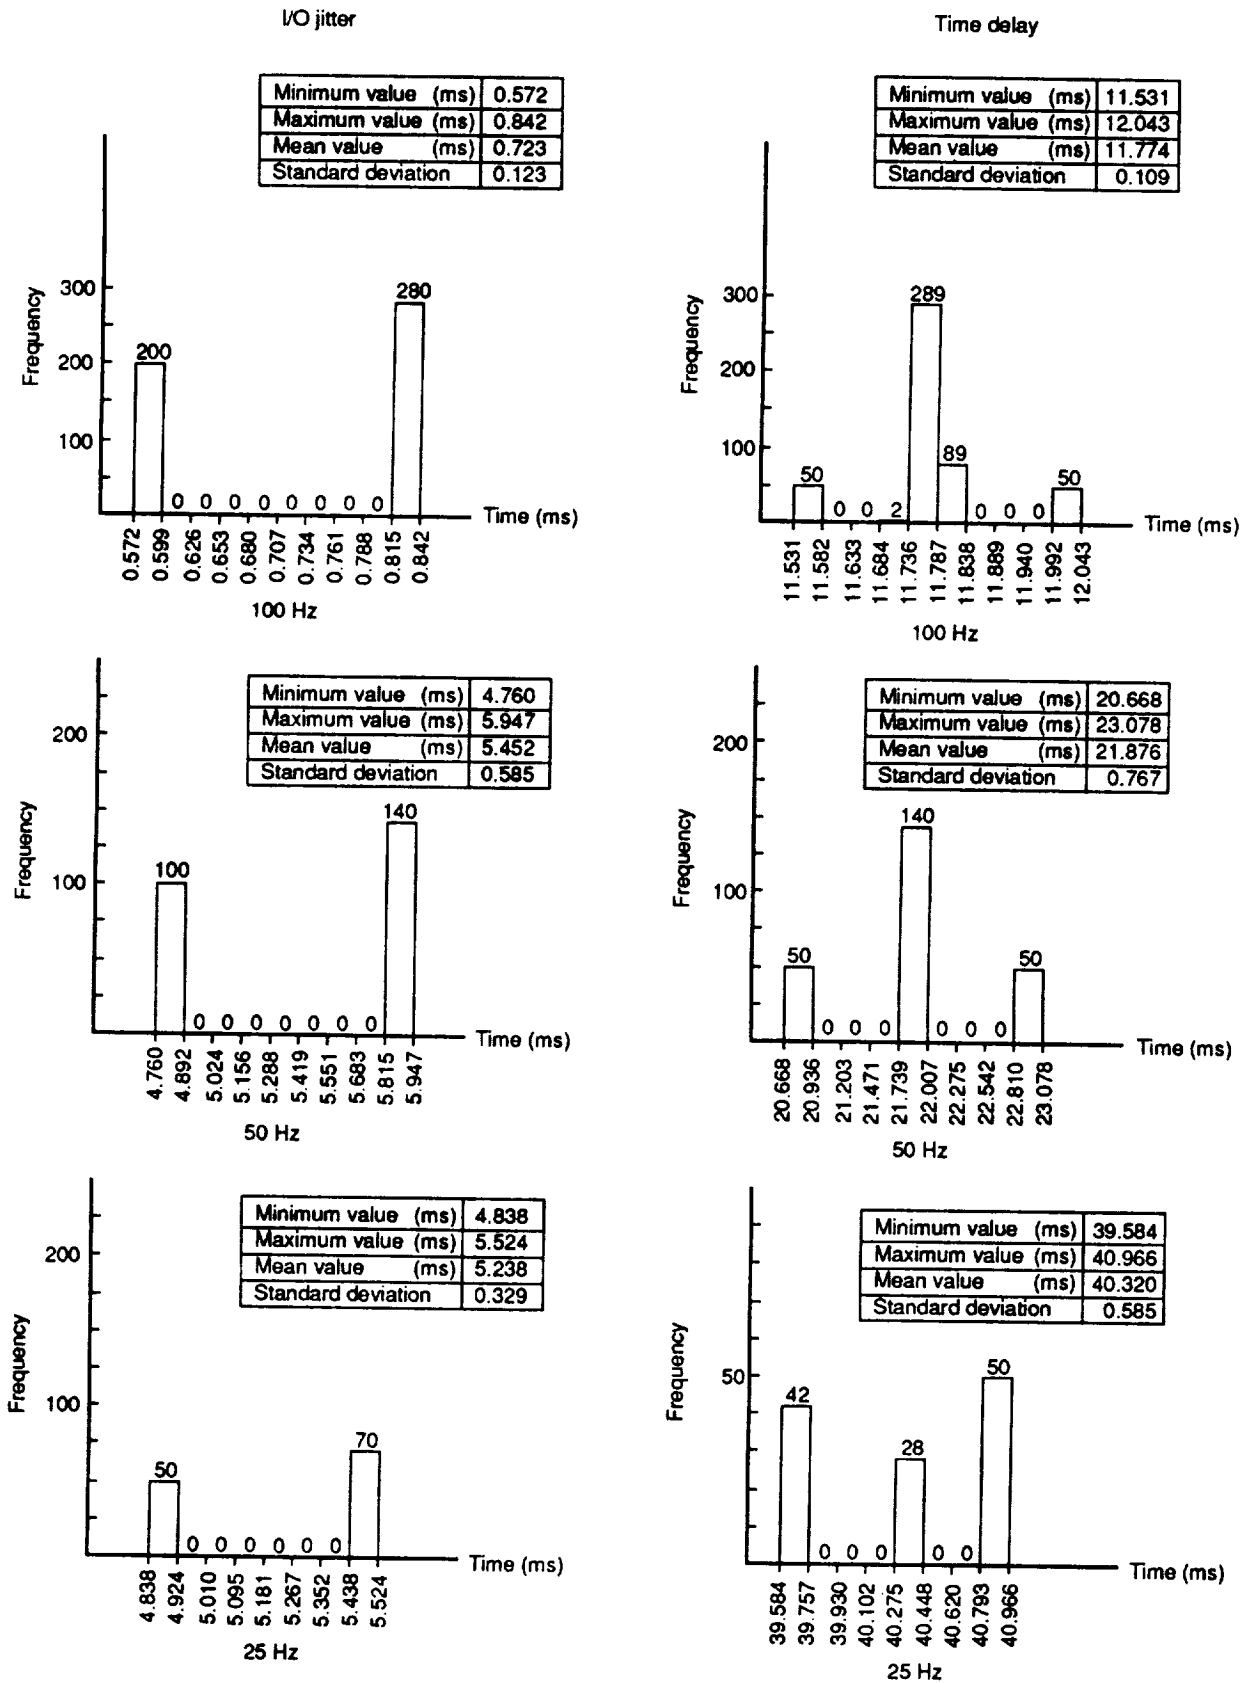 I/O jitter
Minimum value (ms) 0.572
Maximum value (ms) 0.842
Mean value (ms) 0.723
Standard deviation 0.123
Frequency
300
200
100
200
0 0 0 0 0 0 0 0
280
Time (ms)
0.572 0.599 0.626 0.653 0.680 0.707 0.734 0.761 0.788 0.815 0.842
100 Hz
Time delay
Minimum value (ms) 11.531
Maximum value (ms) 12.043
Mean value (ms) 11.774
Standard deviation 0.109
Frequency
300
200
100
50 0 0 2 289 89 0 0 0 50
Time (ms)
11.531 11.582 11.633 11.684 11.736 11.787 11.838 11.889 11.940 11.992 12.043
100 Hz
Minimum value (ms) 4.760
Maximum value (ms) 5.947
Mean value (ms) 5.452
Standard deviation 0.585
Frequency
200
100
100 0 0 0 0 0 0 0 140
Time (ms)
4.760 4.892 5.024 5.156 5.288 5.419 5.551 5.683 5.815 5.947
50 Hz
Minimum value (ms) 20.668
Maximum value (ms) 23.078
Mean value (ms) 21.876
Standard deviation 0.767
Frequency
200
100
50 0 0 0 140 0 0 0 50
Time (ms)
20.668 20.936 21.203 21.471 21.739 22.007 22.275 22.542 22.810 23.078
50 Hz
Minimum value (ms) 4.838
Maximum value (ms) 5.524
Mean value (ms) 5.238
Standard deviation 0.329
Frequency
200
100
50 0 0 0 0 0 0 70
Time (ms)
4.838 4.924 5.010 5.095 5.181 5.267 5.352 5.438 5.524
25 Hz
Minimum value (ms) 39.584
Maximum value (ms) 40.966
Mean value (ms) 40.320
Standard deviation 0.585
Frequency
50
42 0 0 0 28 0 0 50
Time (ms)
39.584 39.757 39.930 40.102 40.275 40.448 40.620 40.793 40.966
25 Hz